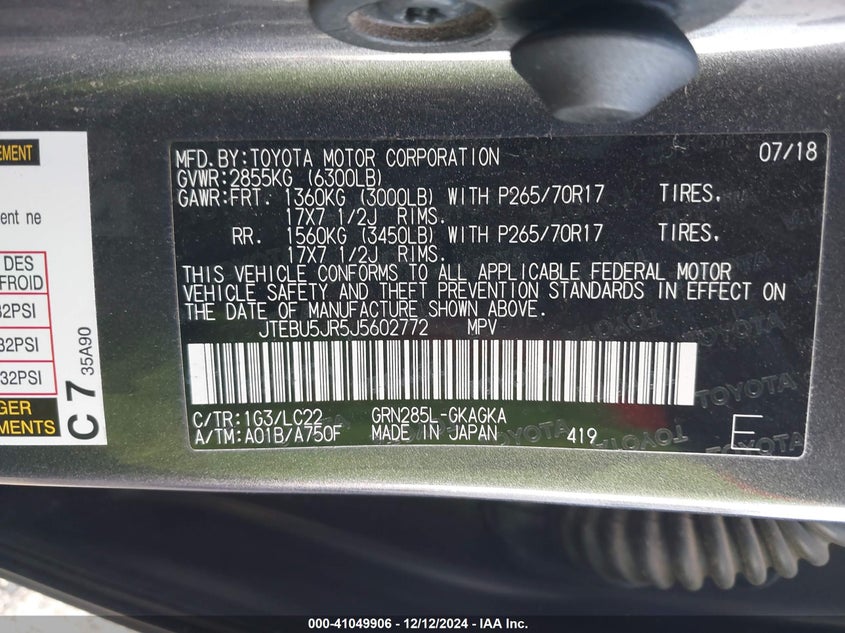 EMENT
ent ne
DES
FROID
32PSI
32PSI
32PSI
GER
EMENTS
C 7
35A90
MFD.BY:TOYOTA MOTOR CORPORATION 07/18
GVWR:2855KG (6300LB)
GAWR:FRT. 1360KG (3000LB) WITH P265/70R17 TIRES.
17X7 1/2J RIMS.
RR. 1560KG (3450LB) WITH P265/70R17 TIRES.
17X7 1/2J RIMS.
THIS VEHICLE CONFORMS TO ALL APPLICABLE FEDERAL MOTOR
VEHICLE SAFETY AND THEFT PREVENTION STANDARDS IN EFFECT ON
THE DATE OF MANUFACTURE SHOWN ABOVE.
JTEBU5JR5J5602772 MPV
C/TR:1G3/LC22 GRN285L-GKAGKA
A/TM:A01B/A750F MADE IN JAPAN 419 E
TOYOTA
TOYOTA
TOYOTA
000-41049906 - 12/12/2024 - IAA Inc.